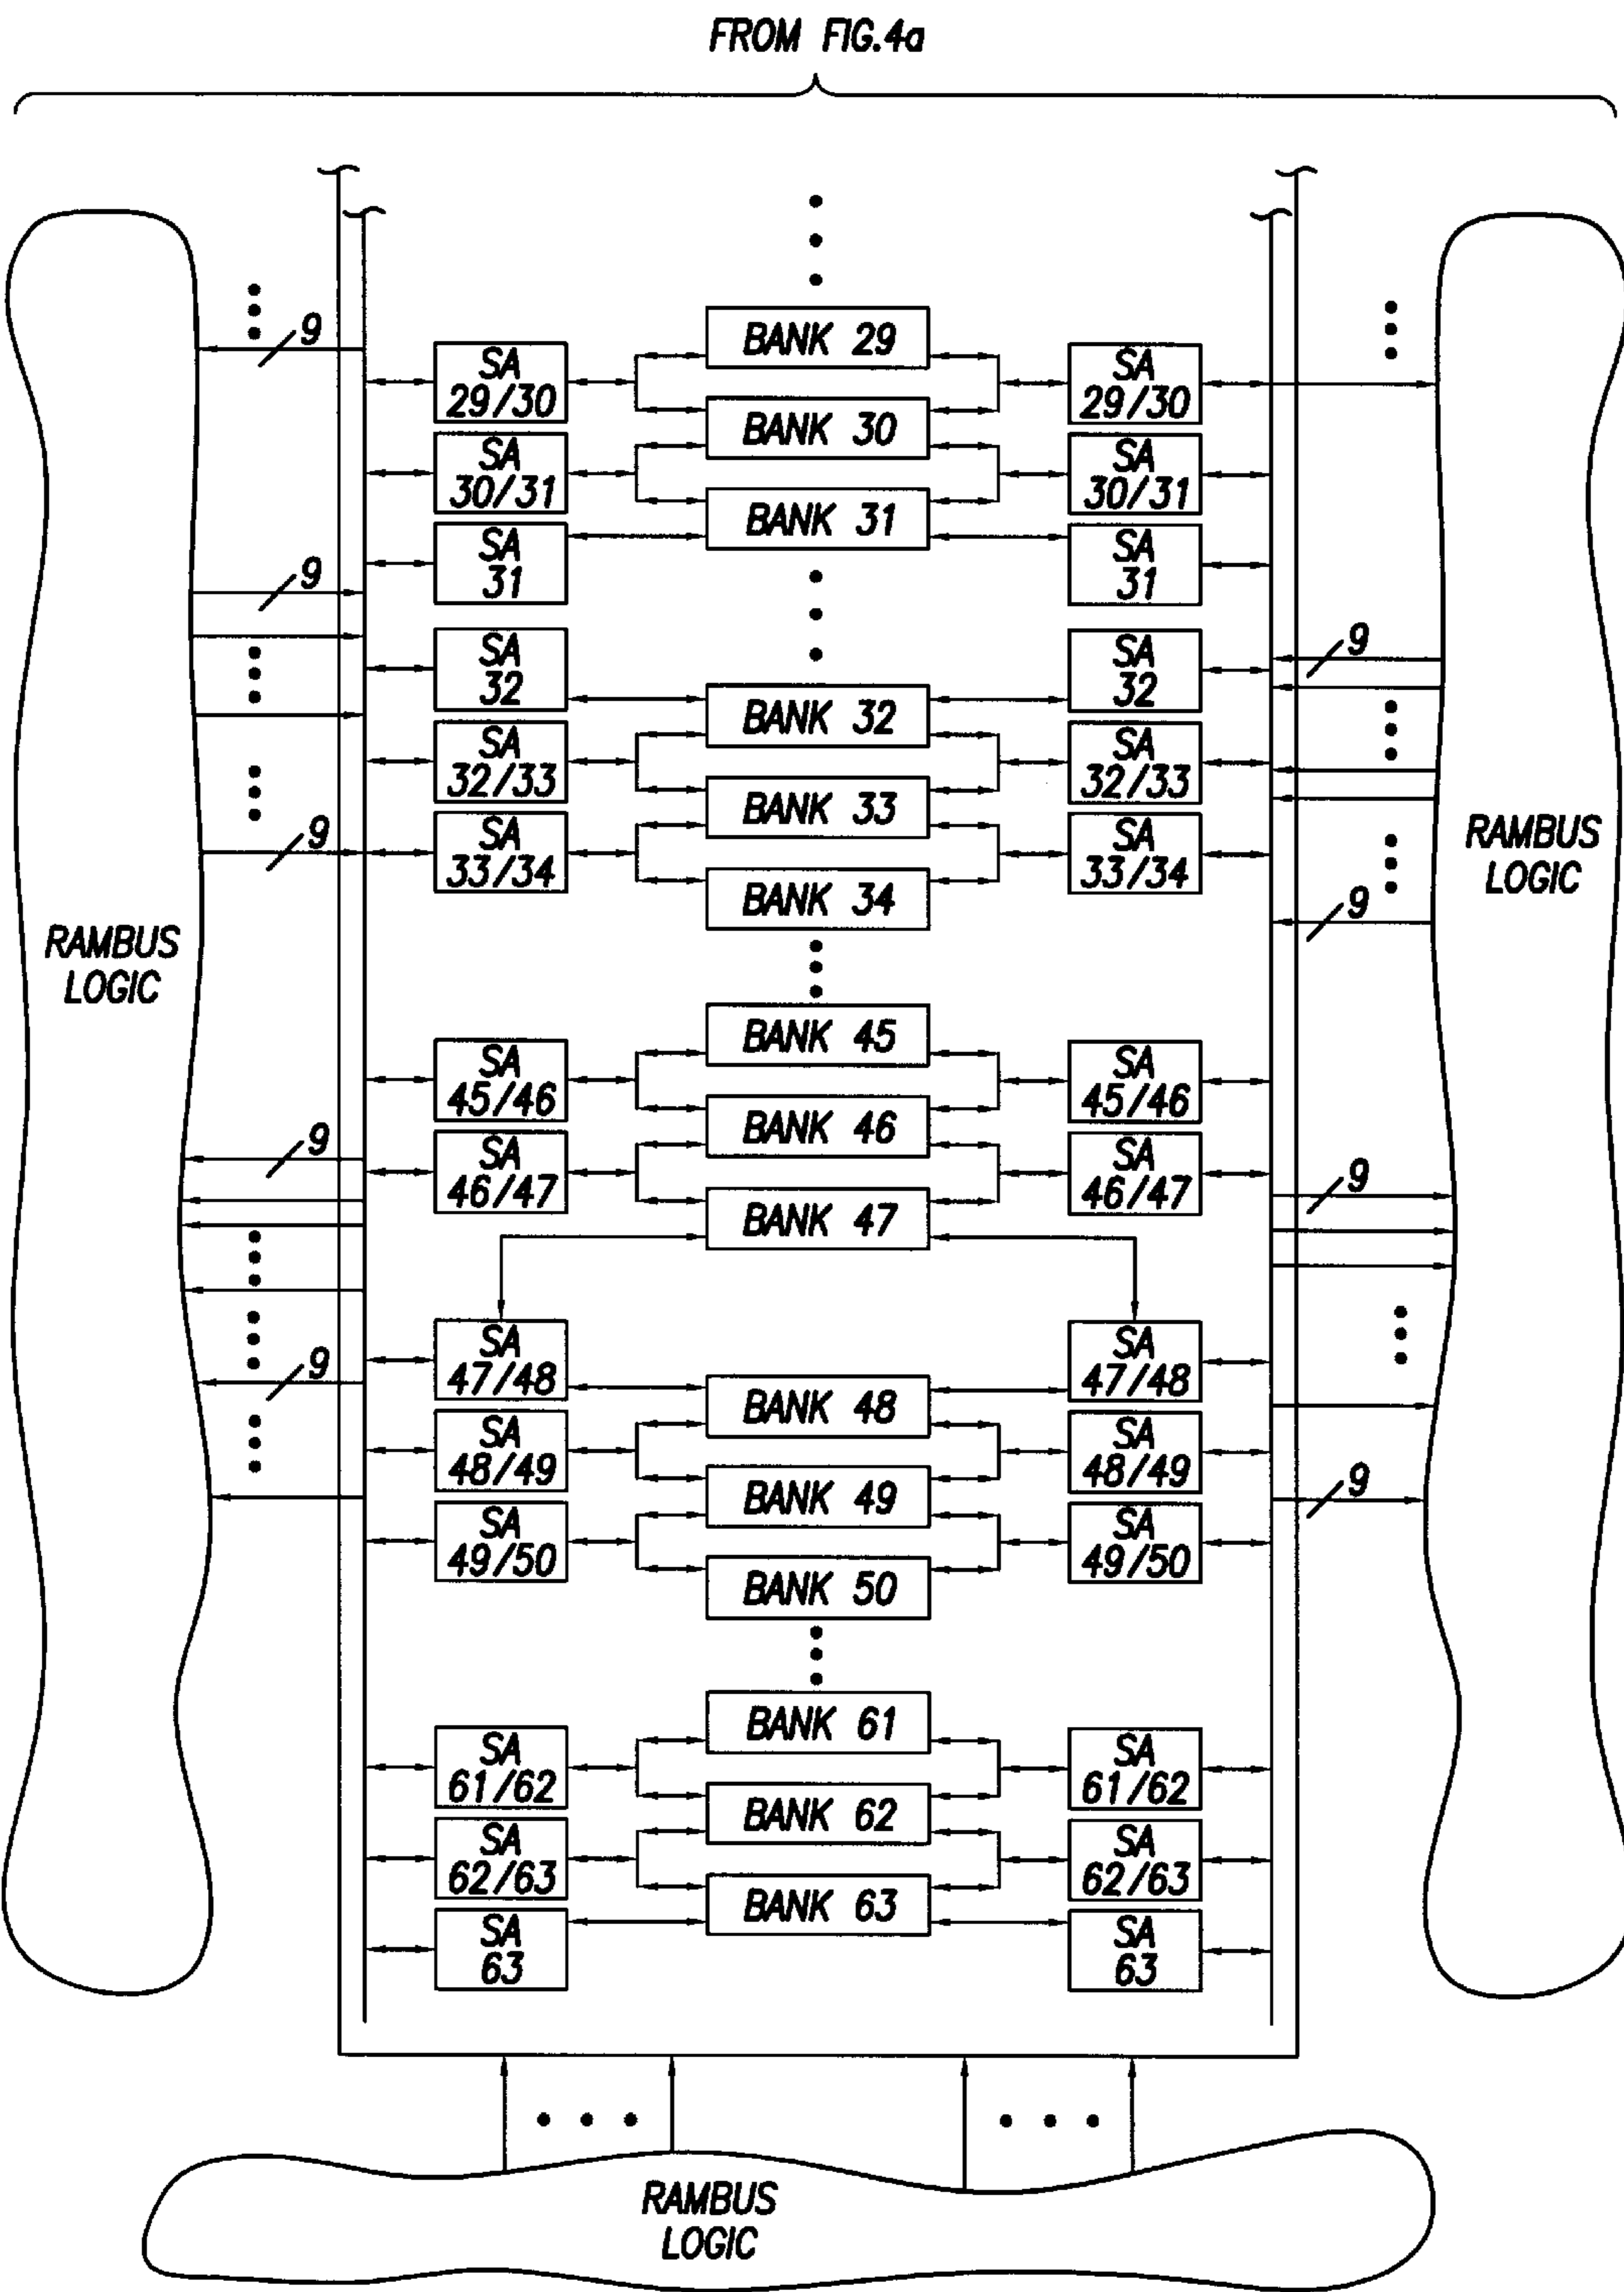 FROM FIG.4a
9
BANK 29
SA
29/30
SA
29/30
BANK 30
SA
30/31
SA
30/31
BANK 31
SA
31
SA
31
9
SA
32
SA
32
9
BANK 32
SA
32/33
SA
32/33
BANK 33
9
SA
33/34
SA
33/34
BANK 34
9
RAMBUS
LOGIC
RAMBUS
LOGIC
BANK 45
SA
45/46
SA
45/46
BANK 46
9
SA
46/47
SA
46/47
9
BANK 47
SA
47/48
SA
47/48
9
BANK 48
SA
48/49
SA
48/49
BANK 49
9
SA
49/50
SA
49/50
BANK 50
BANK 61
SA
61/62
SA
61/62
BANK 62
SA
62/63
SA
62/63
BANK 63
SA
63
SA
63
RAMBUS
LOGIC